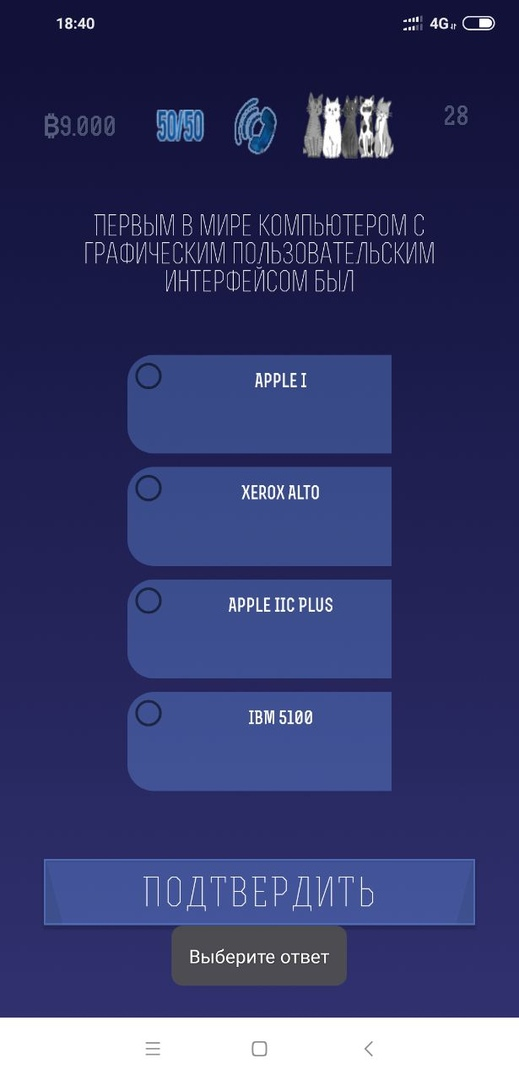 18:40
4G
₿9.000
50/50
28
ПЕРВЫМ В МИРЕ КОМПЬЮТЕРОМ С
ГРАФИЧЕСКИМ ПОЛЬЗОВАТЕЛЬСКИМ
ИНТЕРФЕЙСОМ БЫЛ
APPLE I
XEROX ALTO
APPLE IIC PLUS
IBM 5100
ПОДТВЕРДИТЬ
Выберите ответ